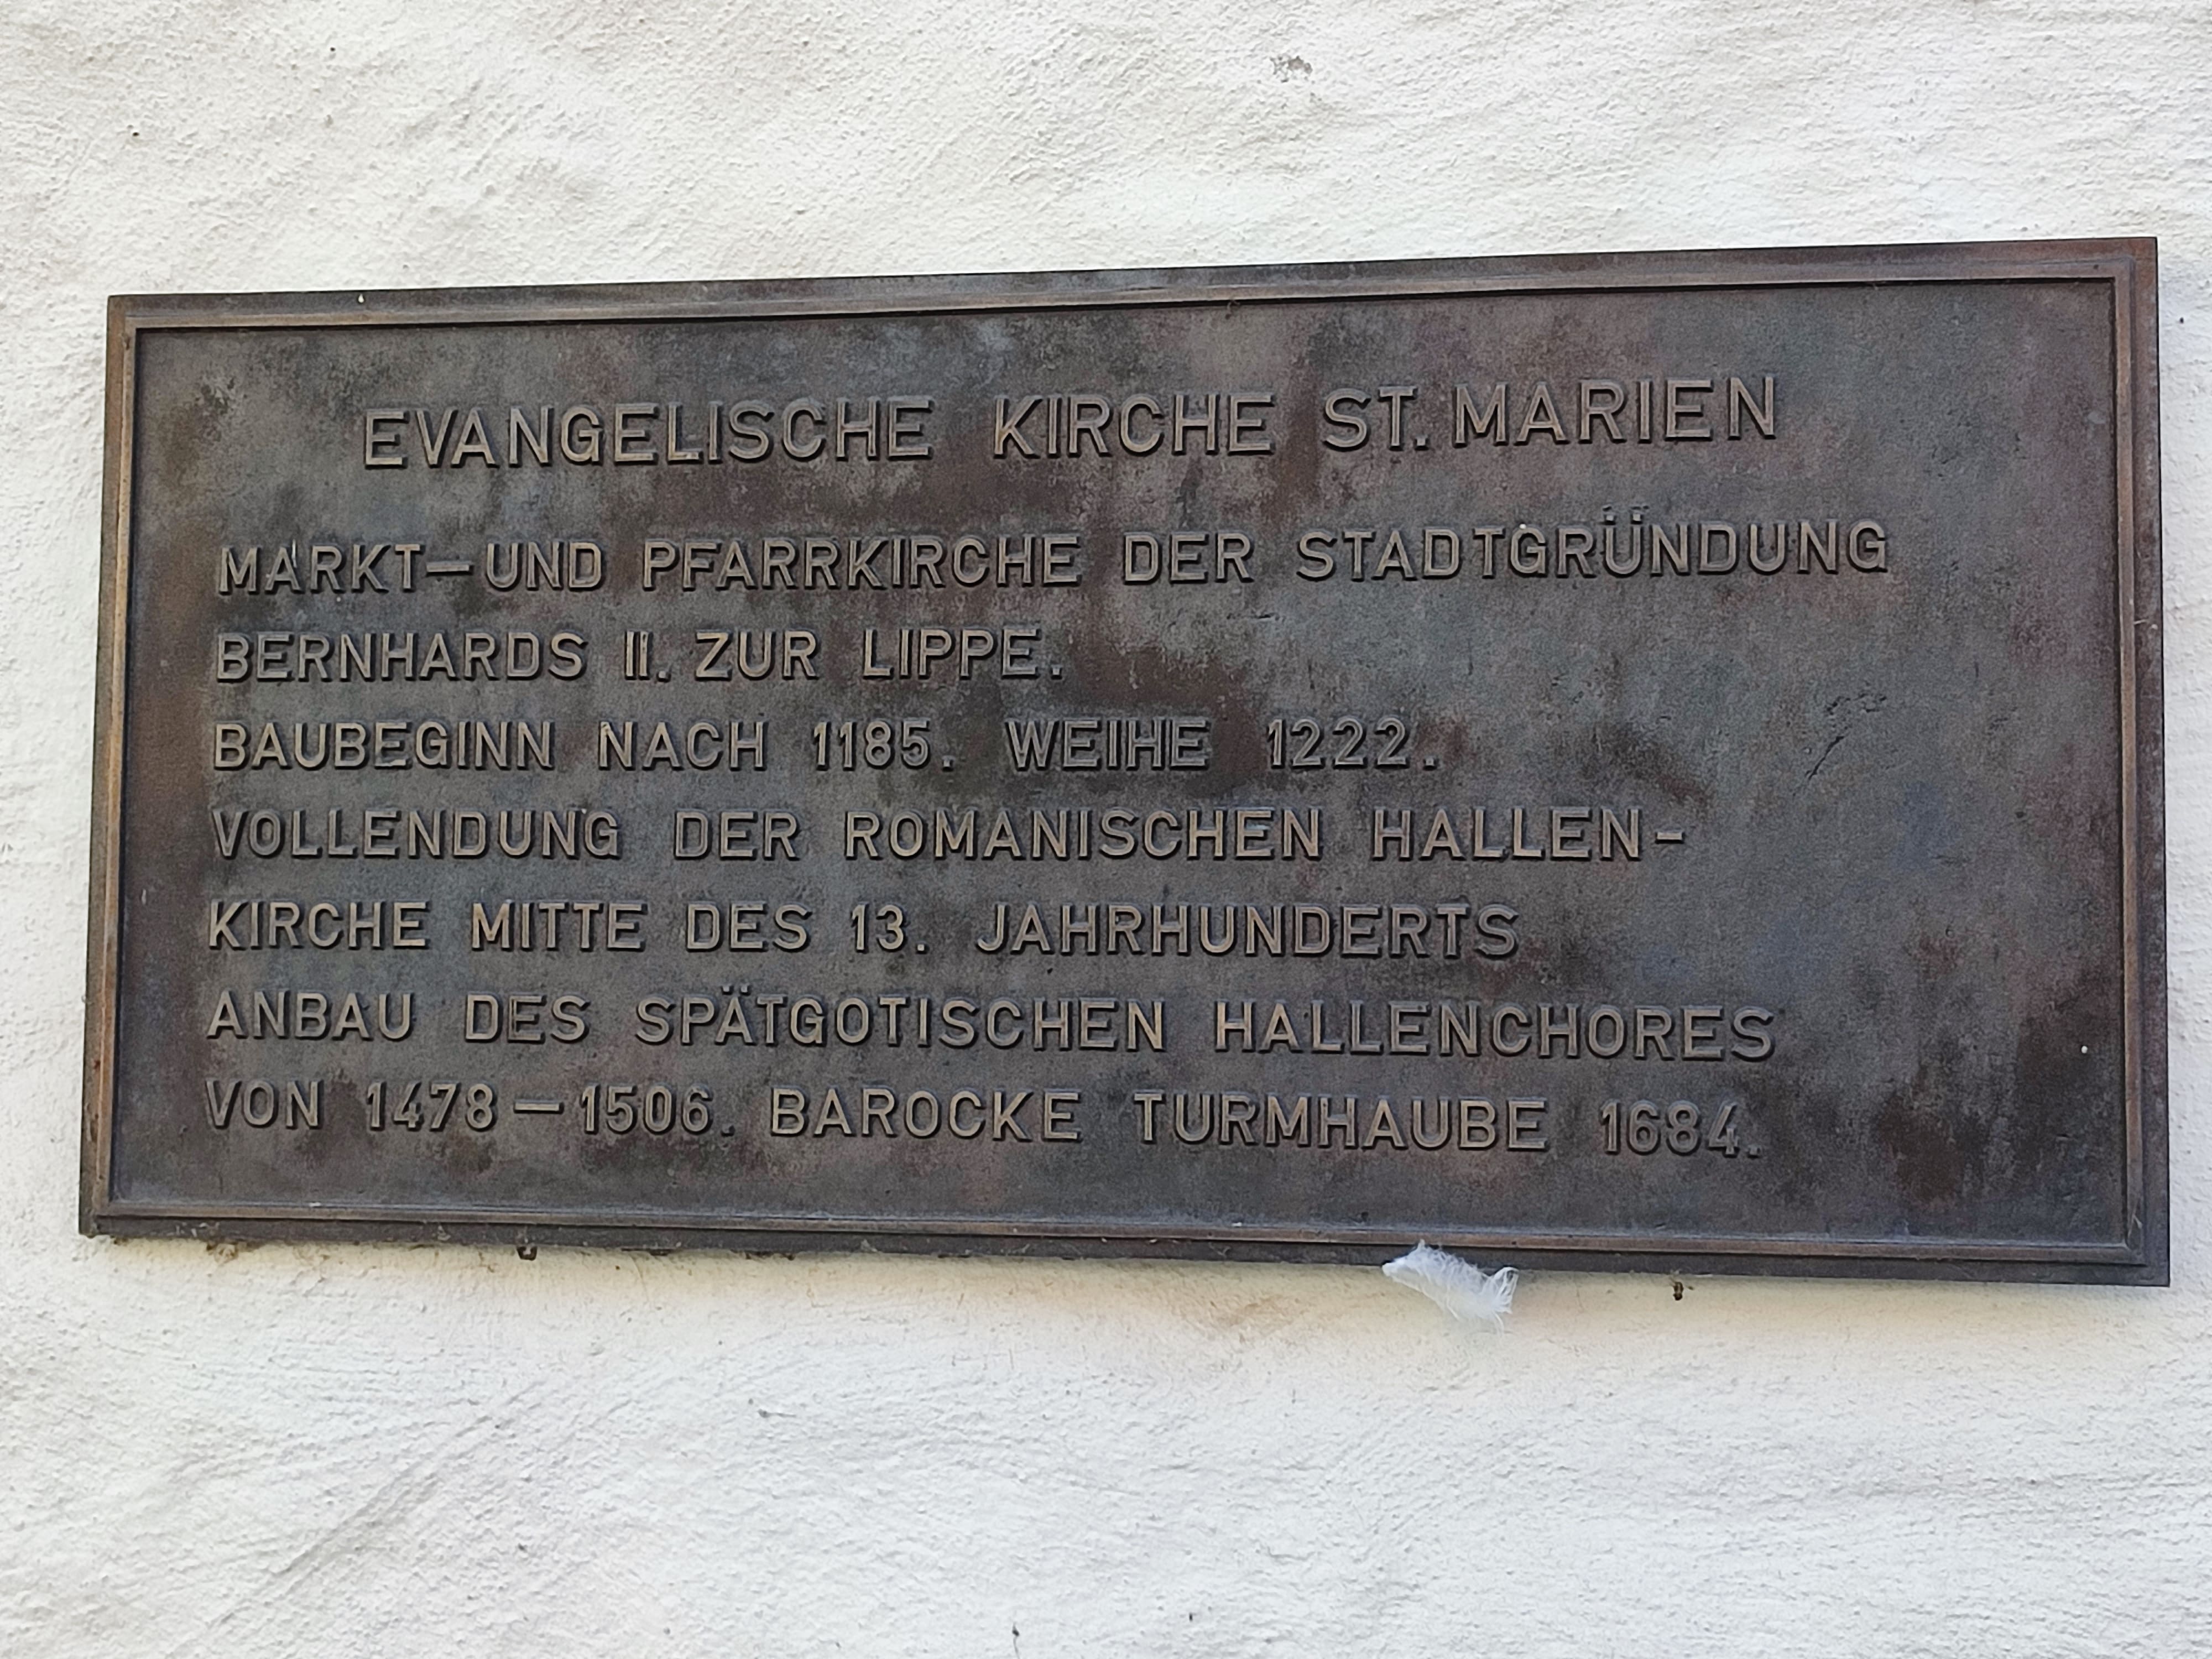 EVANGELISCHE KIRCHE ST. MARIEN
MARKT—UND PFARRKIRCHE DER STADTGRÜNDUNG
BERNHARDS II. ZUR LIPPE.
BAUBEGINN NACH 1185. WEIHE 1222.
VOLLENDUNG DER ROMANISCHEN HALLEN-
KIRCHE MITTE DES 13. JAHRHUNDERTS
ANBAU DES SPÄTGOTISCHEN HALLENCHORES
VON 1478—1506. BAROCKE TURMHAUBE 1684.